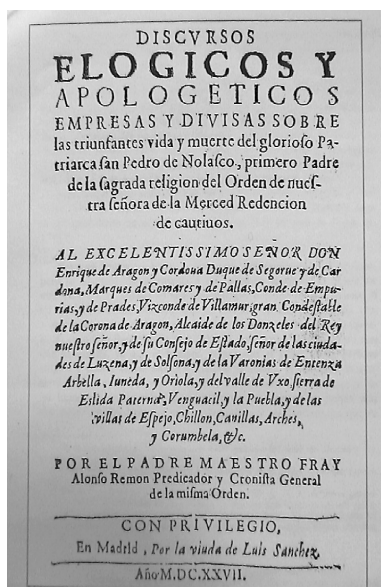 DISCVRSOS
ELOGICOS Y
APOLOGETICOS
EMPRESAS Y DIVISAS SOBRE
las triunfantes vida y muerte del glorioſo Pa-
triarca ſan Pedro de Nolaſco, primero Padre
de la ſagrada religion del Orden de nueſ-
tra ſeñora de la Merced Redencion
de cautiuos.
AL EXCELENTISSIMO SEÑOR DON
Enrique de Aragon y Cordoua Duque de Segorue y de Car
dona, Marques de Comares y de Pallas, Conde de Empu-
rias, y de Prades, Vizconde de Villamur, gran Condeſtable
de la Corona de Aragon, Alcaide de los Donzeles del Rey
nueſtro ſeñor, y de ſu Conſejo de Eſtado, ſeñor de las ciuda-
des de Luzena, y de Solſona, y de la Varonias de Entenza
Arbella, Iuneda, y Oriola, y del valle de Vxo, ſierra de
Eslida Paterna, Venguacil, y la Puebla, y de las
villas de Eſpejo, Chillon, Canillas, Arches,
y Corumbela, &c.
POR EL PADRE MAESTRO FRAY
Alonſo Remon Predicador y Cronista General
de la miſma Orden.
CON PRIVILEGIO,
En Madrid, Por la viuda de Luis Sanchez,
Año M.DC.XXVII.